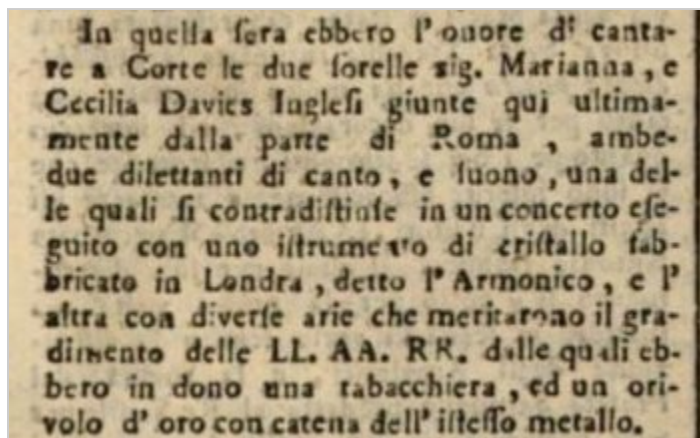 In quella sera ebbero l'onore di canta-
re a Corte le due sorelle sig. Marianna, e
Cecilia Davies Inglesi giunte qui ultima-
mente dalla parte di Roma, ambe-
due dilettanti di canto, e suono, una del-
le quali si contradistinse in un concerto ese-
guito con uno istrumeto di cristallo fab-
bricato in Londra, detto l'Armonico, e l'
altra con diverse arie che meritarono il gra-
dimento delle LL. AA. RR. dalle quali eb-
bero in dono una tabacchiera, ed un ori-
volo d'oro con catena dell'istesso metallo.